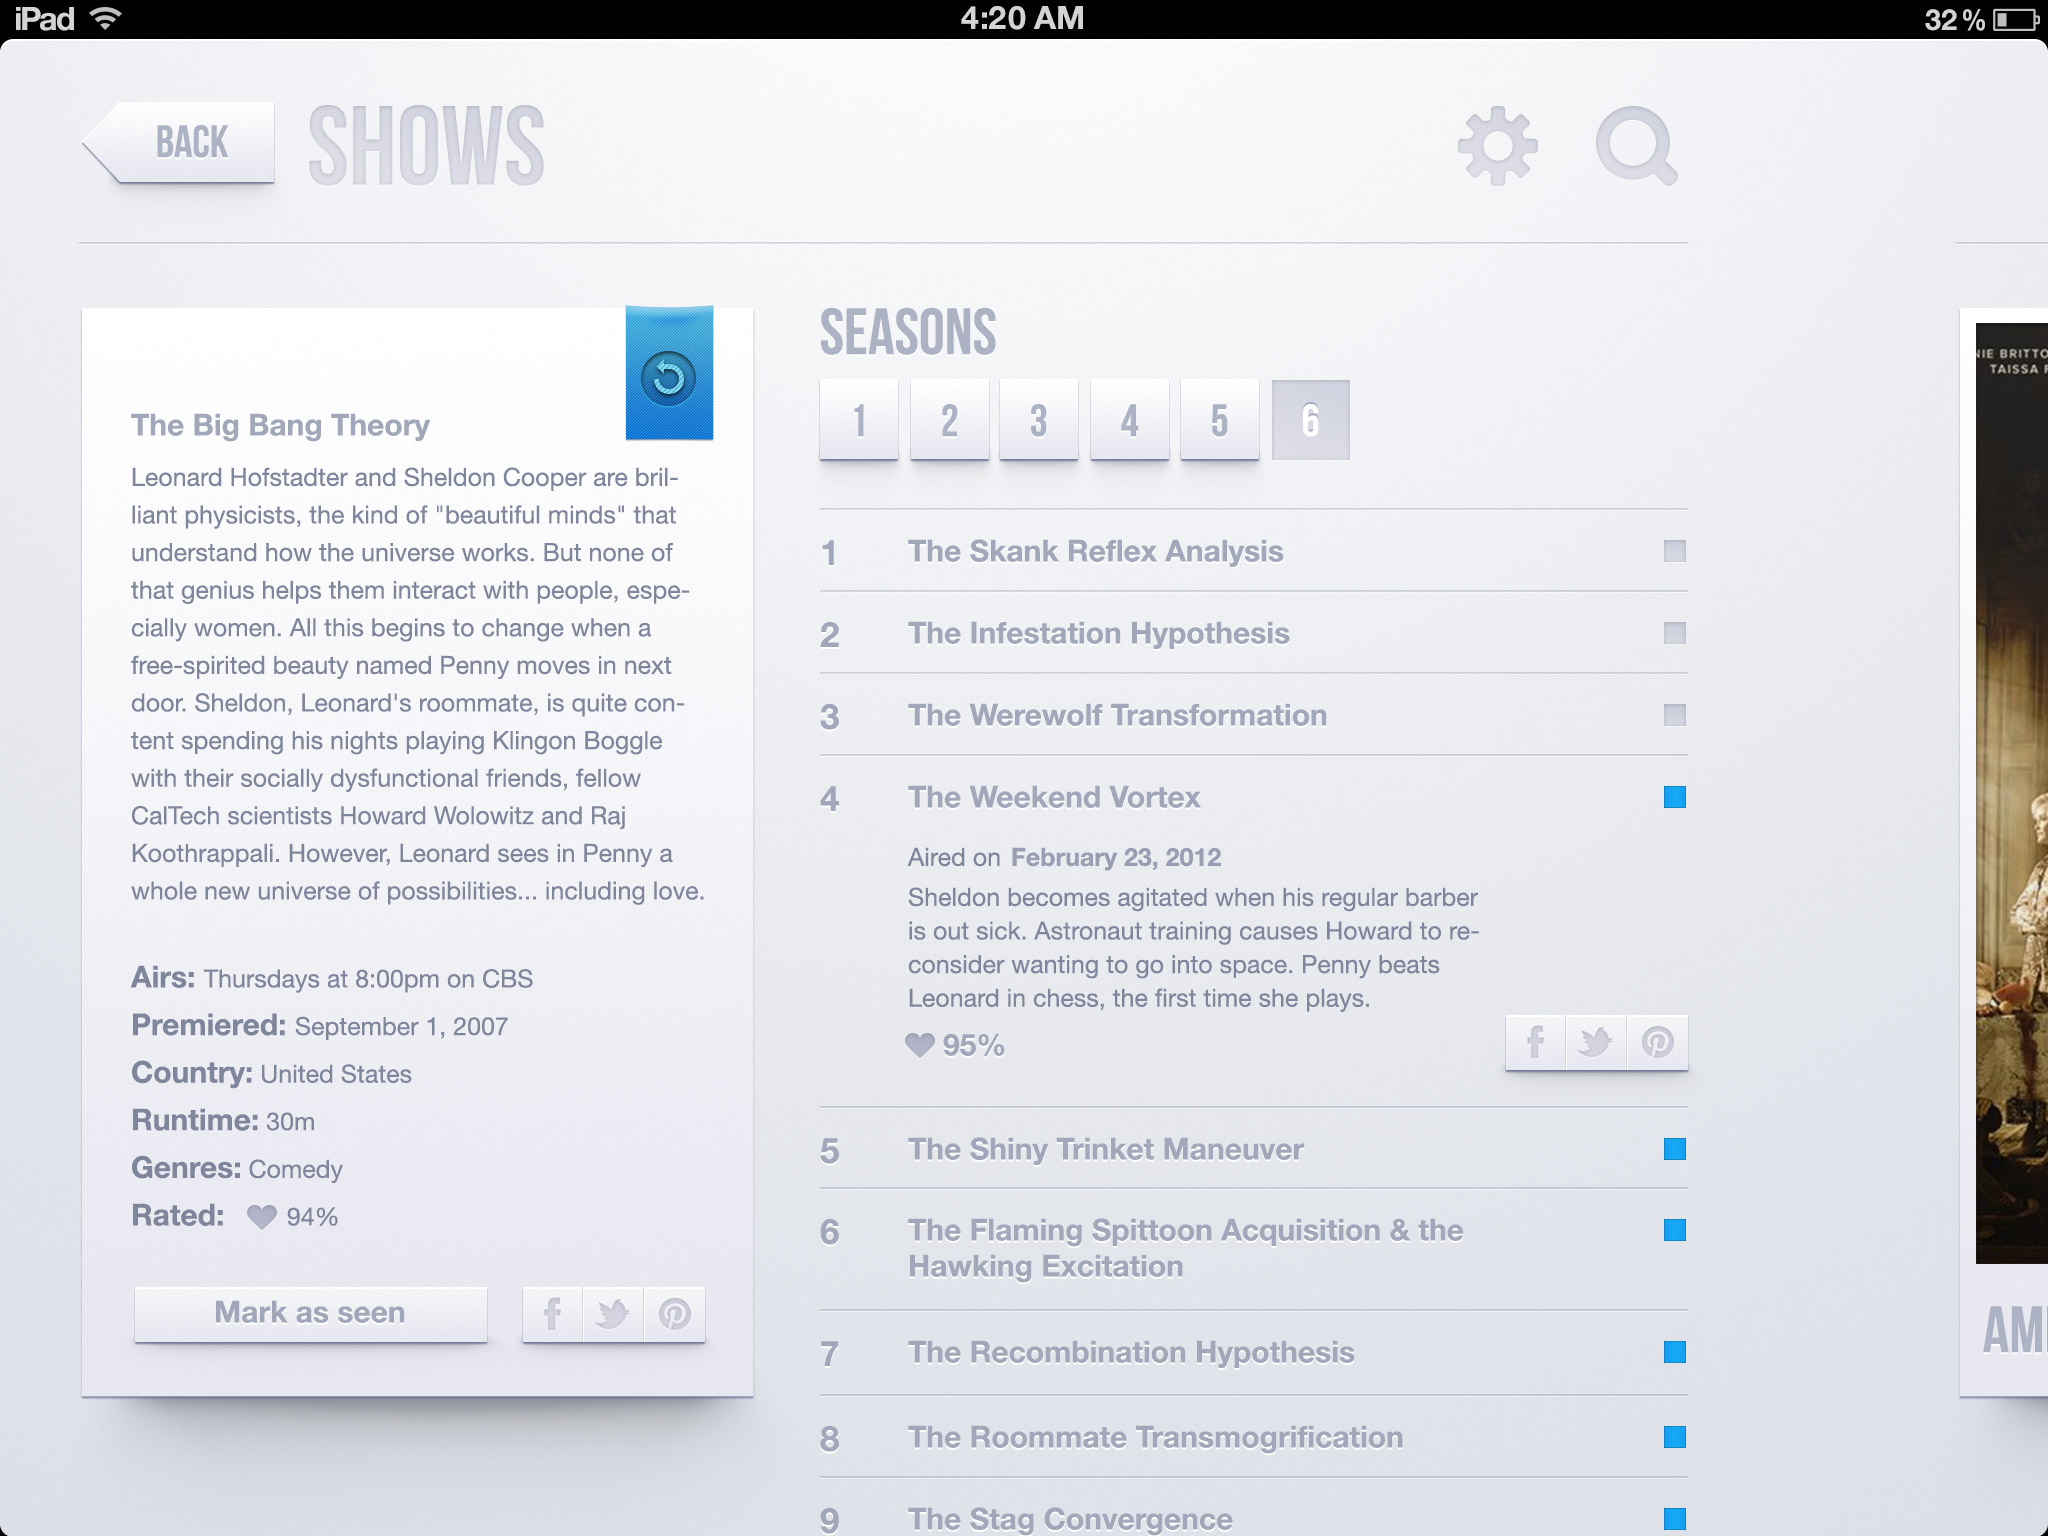 iPad
4:20 AM
32 %
BACK
SHOWS
The Big Bang Theory
Leonard Hofstadter and Sheldon Cooper are bril-
liant physicists, the kind of "beautiful minds" that
understand how the universe works. But none of
that genius helps them interact with people, espe-
cially women. All this begins to change when a
free-spirited beauty named Penny moves in next
door. Sheldon, Leonard's roommate, is quite con-
tent spending his nights playing Klingon Boggle
with their socially dysfunctional friends, fellow
CalTech scientists Howard Wolowitz and Raj
Koothrappali. However, Leonard sees in Penny a
whole new universe of possibilities... including love.
Airs: Thursdays at 8:00pm on CBS
Premiered: September 1, 2007
Country: United States
Runtime: 30m
Genres: Comedy
Rated: 94%
Mark as seen
SEASONS
1 2 3 4 5 6
1 The Skank Reflex Analysis
2 The Infestation Hypothesis
3 The Werewolf Transformation
4 The Weekend Vortex
Aired on February 23, 2012
Sheldon becomes agitated when his regular barber
is out sick. Astronaut training causes Howard to re-
consider wanting to go into space. Penny beats
Leonard in chess, the first time she plays.
95%
5 The Shiny Trinket Maneuver
6 The Flaming Spittoon Acquisition & the
Hawking Excitation
7 The Recombination Hypothesis
8 The Roommate Transmogrification
9 The Stag Convergence
TAISSA